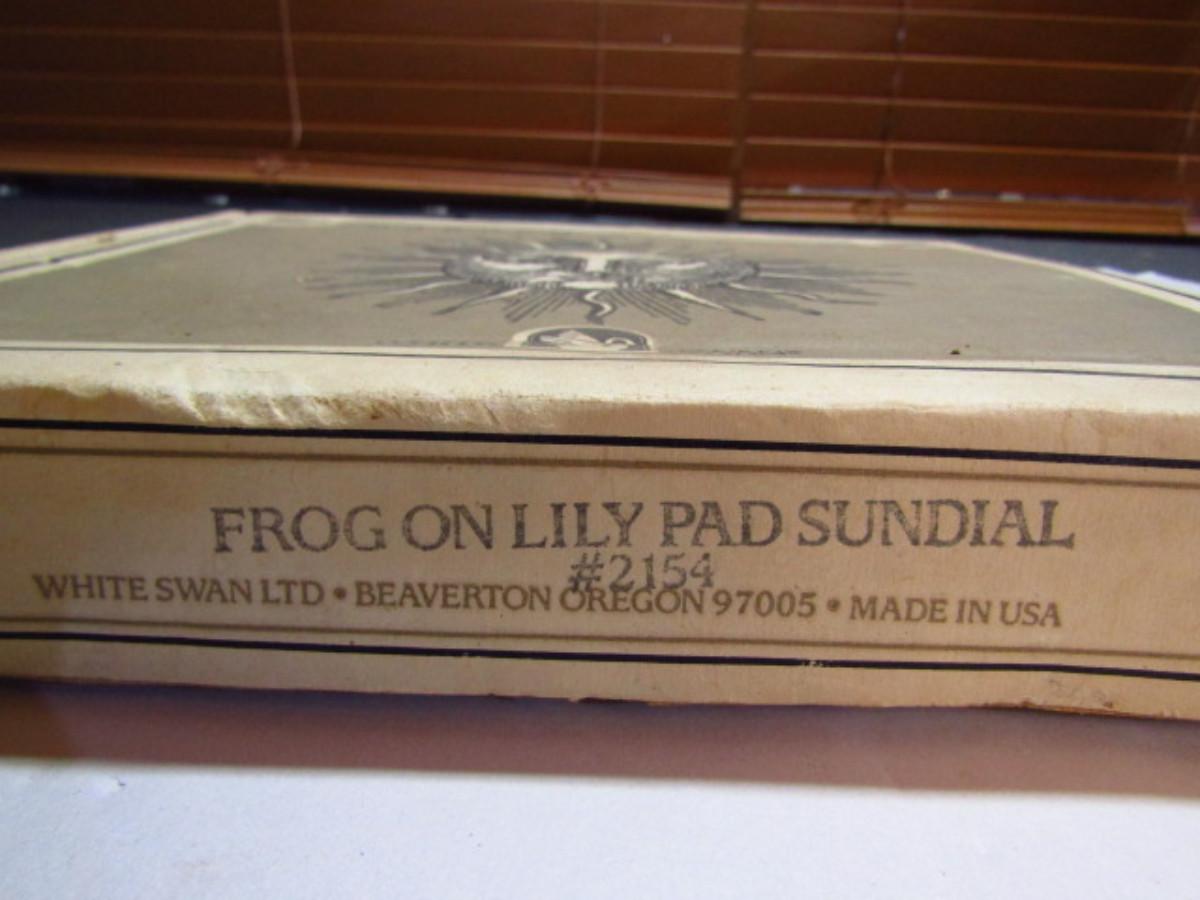 FROG ON LILY PAD SUNDIAL
#2154
WHITE SWAN LTD • BEAVERTON OREGON 97005 • MADE IN USA